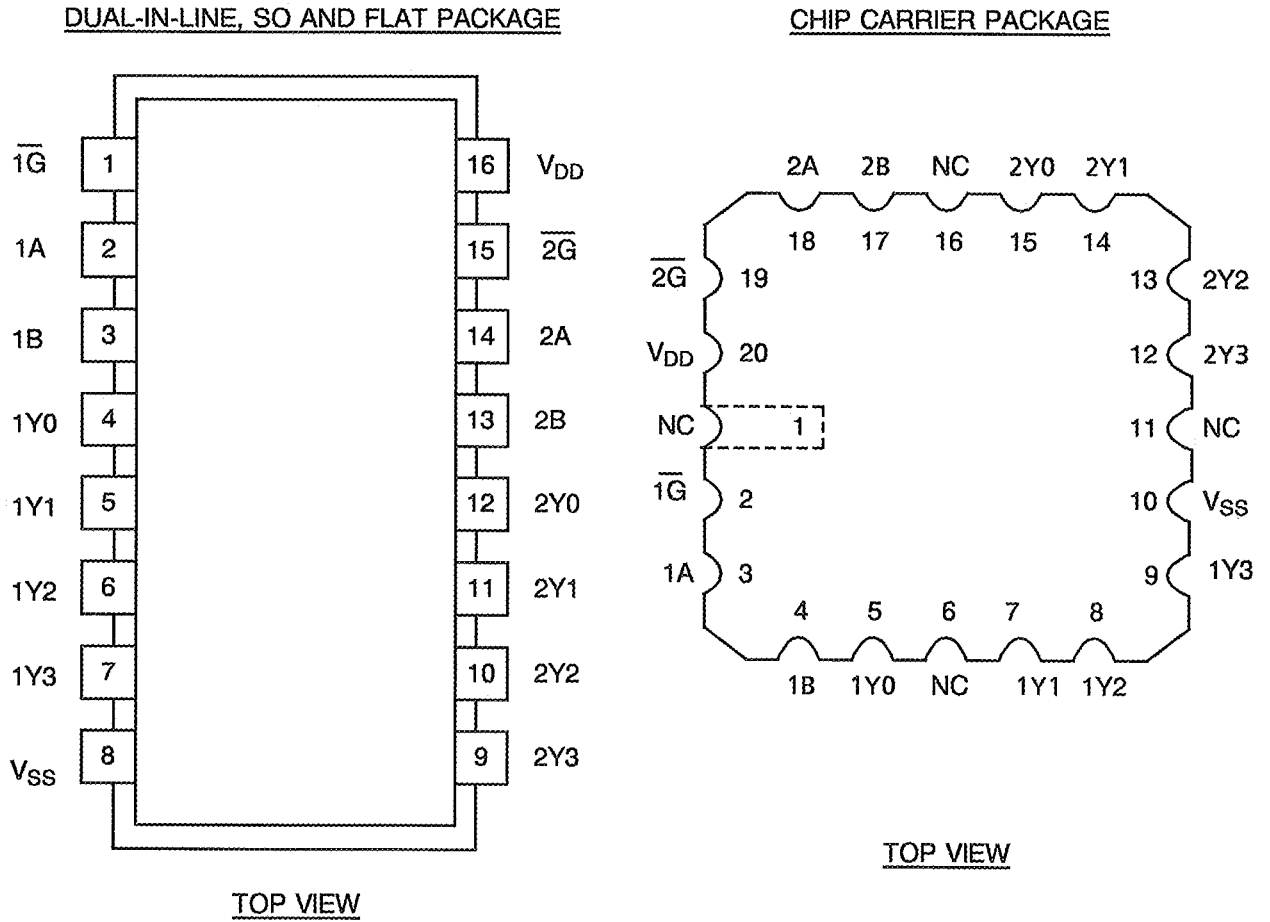 DUAL-IN-LINE, SO AND FLAT PACKAGE
1G̅ 1 16 VDD
1A 2 15 2̅G̅
1B 3 14 2A
1Y0 4 13 2B
1Y1 5 12 2Y0
1Y2 6 11 2Y1
1Y3 7 10 2Y2
VSS 8 9 2Y3
TOP VIEW
CHIP CARRIER PACKAGE
2A 2B NC 2Y0 2Y1
18 17 16 15 14
2̅G̅ 19 13 2Y2
VDD 20 12 2Y3
NC 1 11 NC
1G̅ 2 10 VSS
1A 3 9 1Y3
4 5 6 7 8
1B 1Y0 NC 1Y1 1Y2
TOP VIEW